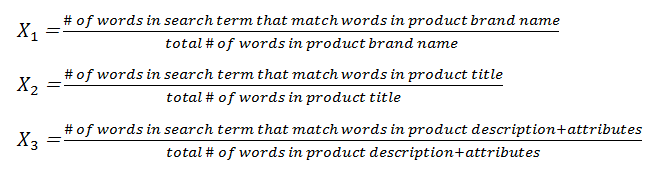 X₁ = # of words in search term that match words in product brand name / total # of words in product brand name
X₂ = # of words in search term that match words in product title / total # of words in product title
X₃ = # of words in search term that match words in product description+attributes / total # of words in product description+attributes